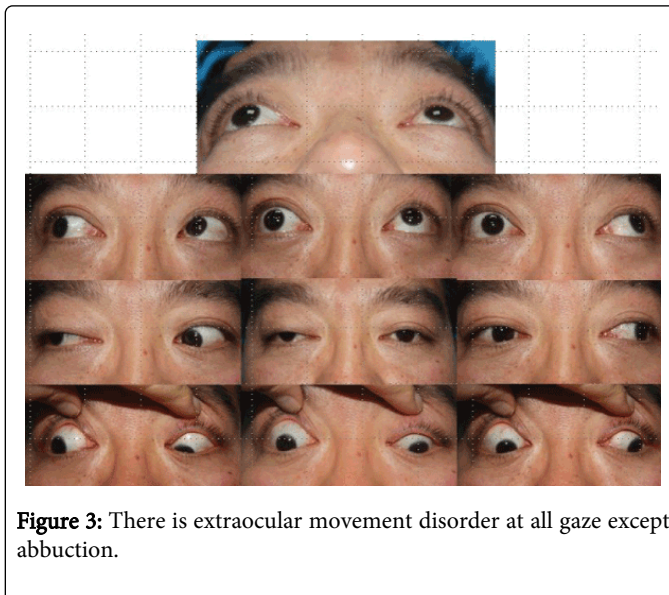 Figure 3: There is extraocular movement disorder at all gaze except
abbuction.